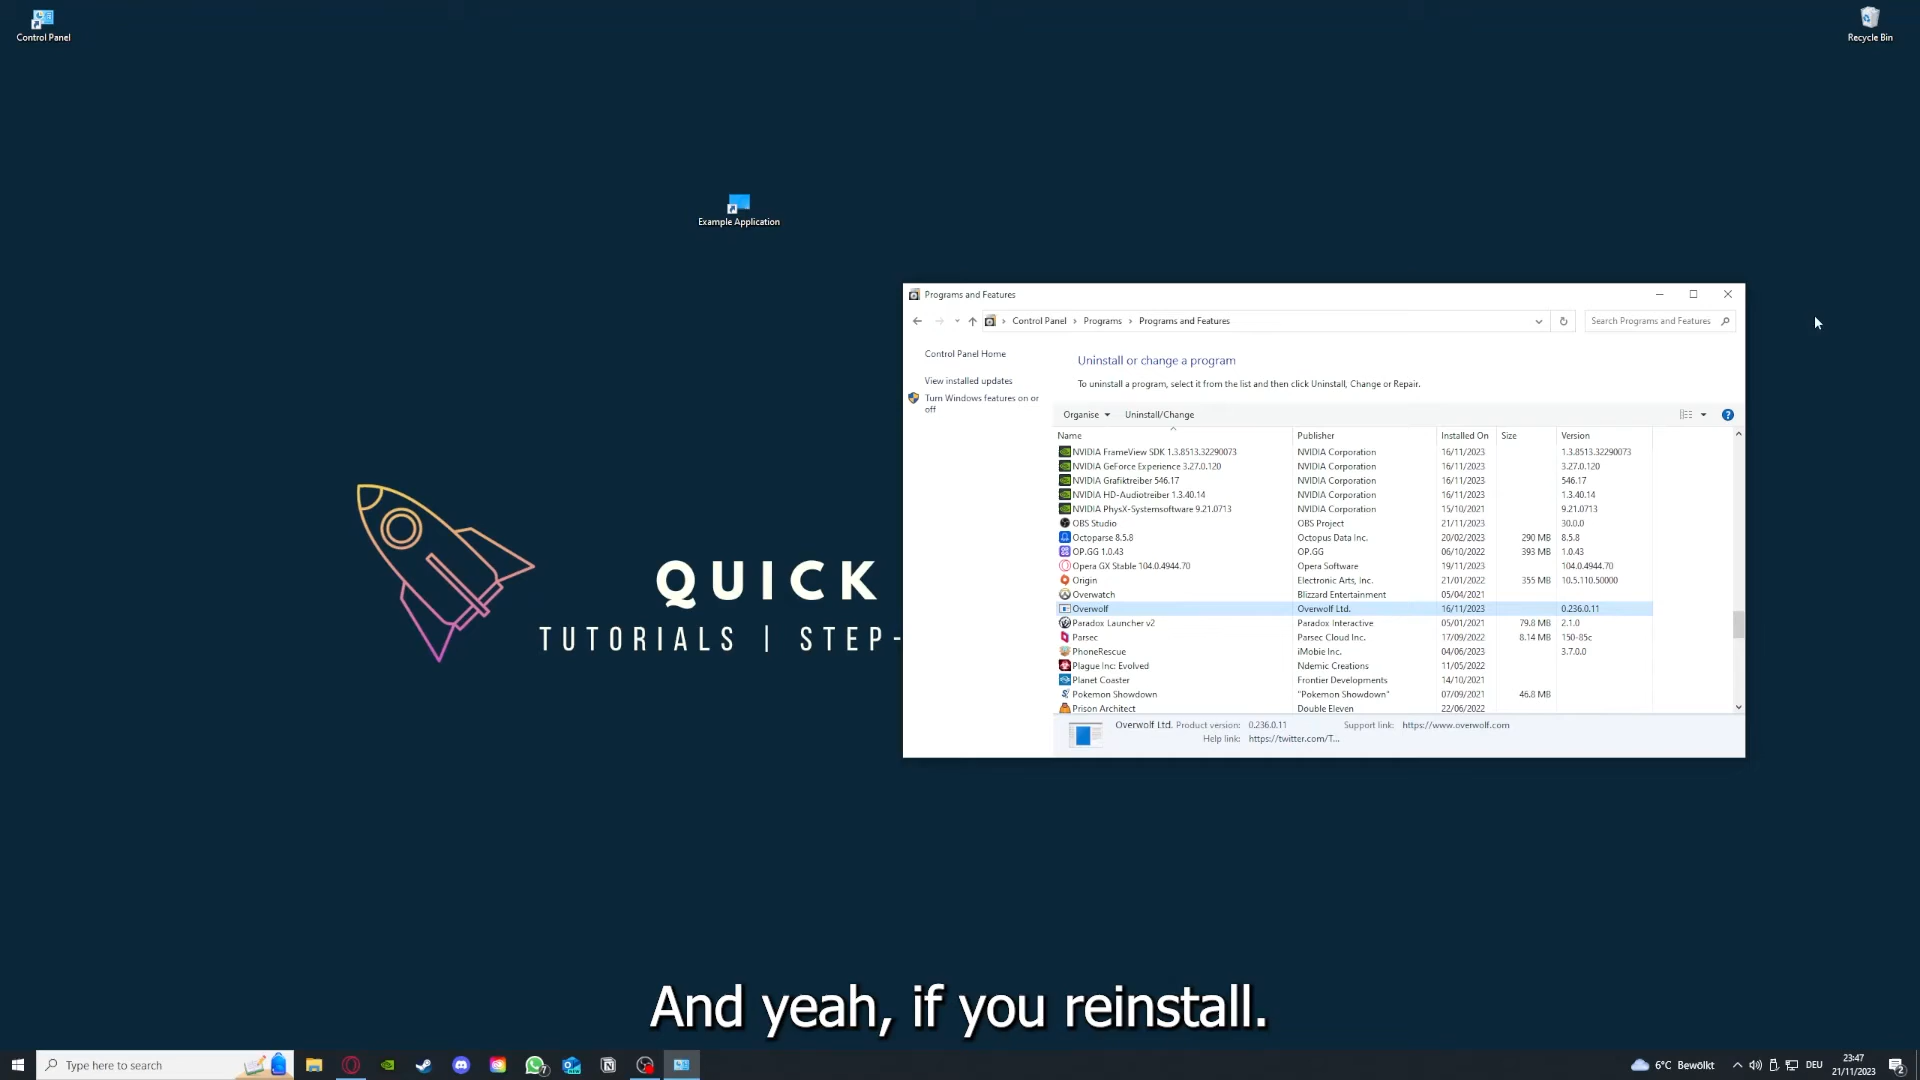 Control Panel
Recycle Bin
Example Application
QUICK
TUTORIALS | STEP-
Programs and Features
Control Panel > Programs > Programs and Features
Search Programs and Features
Control Panel Home
View installed updates
Turn Windows features on or
off
Uninstall or change a program
To uninstall a program, select it from the list and then click Uninstall, Change or Repair.
Organise Uninstall/Change
Name Publisher Installed On Size Version
NVIDIA FrameView SDK 1.3.8513.32290073 NVIDIA Corporation 16/11/2023 1.3.8513.32290073
NVIDIA GeForce Experience 3.27.0.120 NVIDIA Corporation 16/11/2023 3.27.0.120
NVIDIA Grafiktreiber 546.17 NVIDIA Corporation 16/11/2023 546.17
NVIDIA HD-Audiotreiber 1.3.40.14 NVIDIA Corporation 16/11/2023 1.3.40.14
NVIDIA PhysX-Systemsoftware 9.21.0713 NVIDIA Corporation 15/10/2021 9.21.0713
OBS Studio OBS Project 21/11/2023 30.0.0
Octoparse 8.5.8 Octopus Data Inc. 20/02/2023 290 MB 8.5.8
OP.GG 1.0.43 OP.GG 06/10/2022 393 MB 1.0.43
Opera GX Stable 104.0.4944.70 Opera Software 19/11/2023 104.0.4944.70
Origin Electronic Arts, Inc. 21/01/2022 355 MB 10.5.110.50000
Overwatch Blizzard Entertainment 05/04/2021
Overwolf Overwolf Ltd. 16/11/2023 0.236.0.11
Paradox Launcher v2 Paradox Interactive 05/01/2021 79.8 MB 2.1.0
Parsec Parsec Cloud Inc. 17/09/2022 8.14 MB 150-85c
PhoneRescue iMobie Inc. 04/06/2023 3.7.0.0
Plague Inc: Evolved Ndemic Creations 11/05/2022
Planet Coaster Frontier Developments 14/10/2021
Pokemon Showdown "Pokemon Showdown" 07/09/2021 46.8 MB
Prison Architect Double Eleven 22/06/2022
Overwolf Ltd. Product version: 0.236.0.11 Support link: https://www.overwolf.com
Help link: https://twitter.com/T...
And yeah, if you reinstall.
Type here to search
7
6°C Bewölkt
DEU
23:47
21/11/2023
2